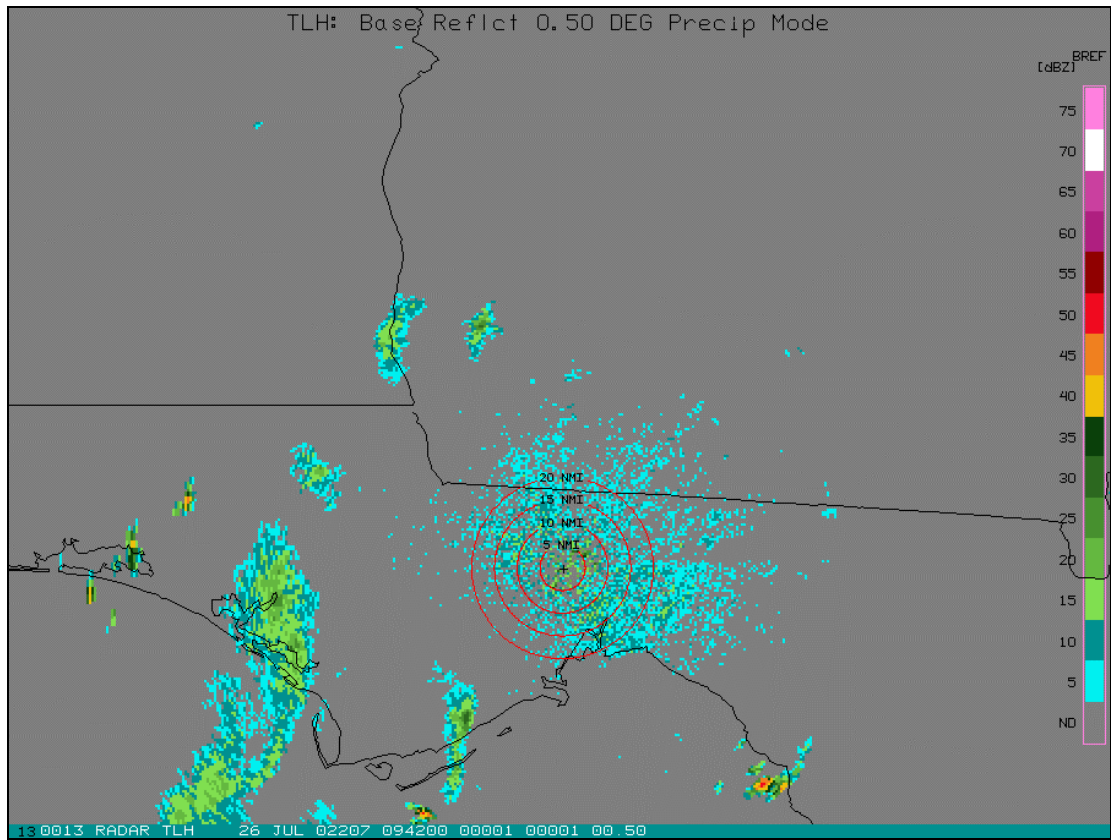 TLH: Base Reflct 0.50 DEG Precip Mode
BREF
[dBZ]
75
70
65
60
55
50
45
40
35
30
25
20
15
10
5
ND
20 NMI
15 NMI
10 NMI
5 NMI
13 0013 RADAR TLH 26 JUL 02207 094200 00001 00001 00.50